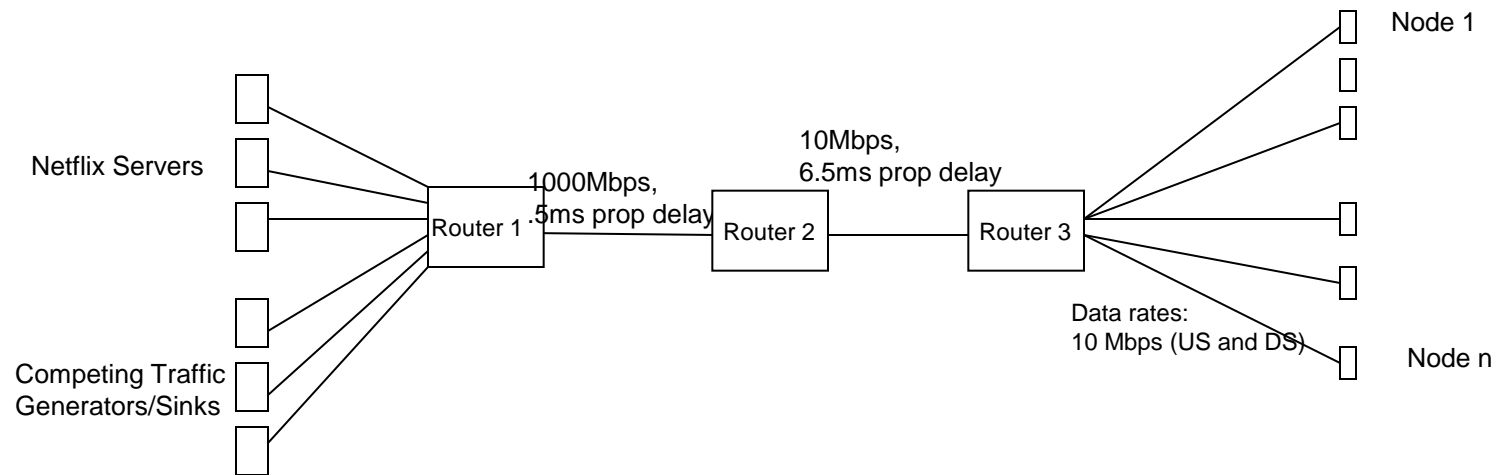 Node 1
Netflix Servers
1000Mbps,
.5ms prop delay
10Mbps,
6.5ms prop delay
Router 1
Router 2
Router 3
Data rates:
10 Mbps (US and DS)
Node n
Competing Traffic
Generators/Sinks